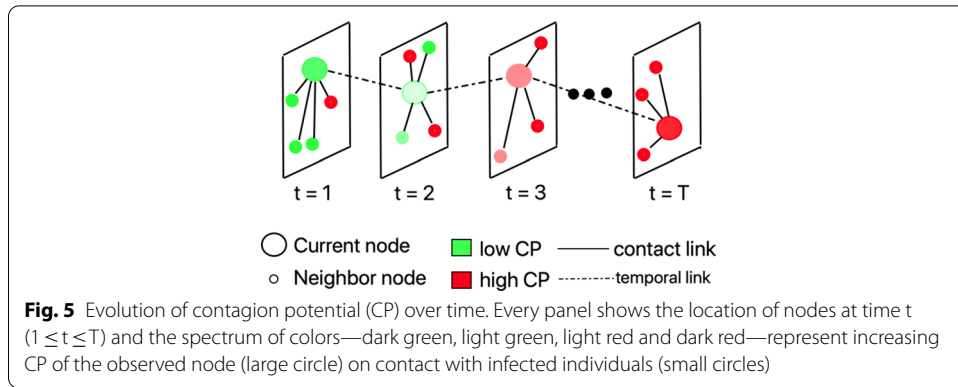 t = 1
t = 2
t = 3
t = T
Current node
low CP
contact link
Neighbor node
high CP
temporal link
Fig. 5 Evolution of contagion potential (CP) over time. Every panel shows the location of nodes at time t
(1 ≤ t ≤ T) and the spectrum of colors—dark green, light green, light red and dark red—represent increasing
CP of the observed node (large circle) on contact with infected individuals (small circles)